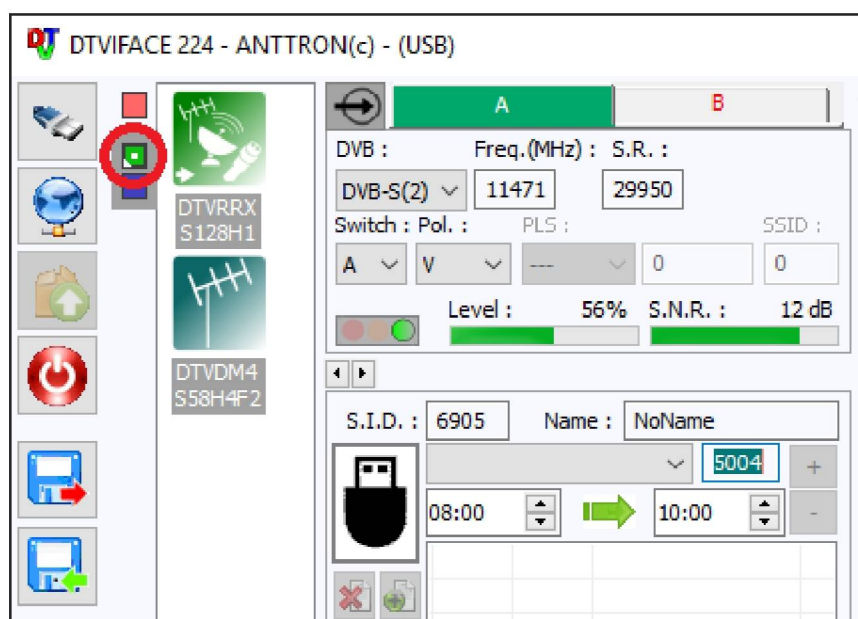 DTV DTVIFACE 224 - ANTTRON(c) - (USB)
A B
DVB : Freq.(MHz) : S.R. :
DVB-S(2) 11471 29950
Switch : Pol. : PLS : SSID :
A V --- 0 0
Level : 56% S.N.R. : 12 dB
DTVRRX
S128H1
DTVDM4
S58H4F2
S.I.D. : 6905 Name : NoName
5004 +
08:00 10:00 -